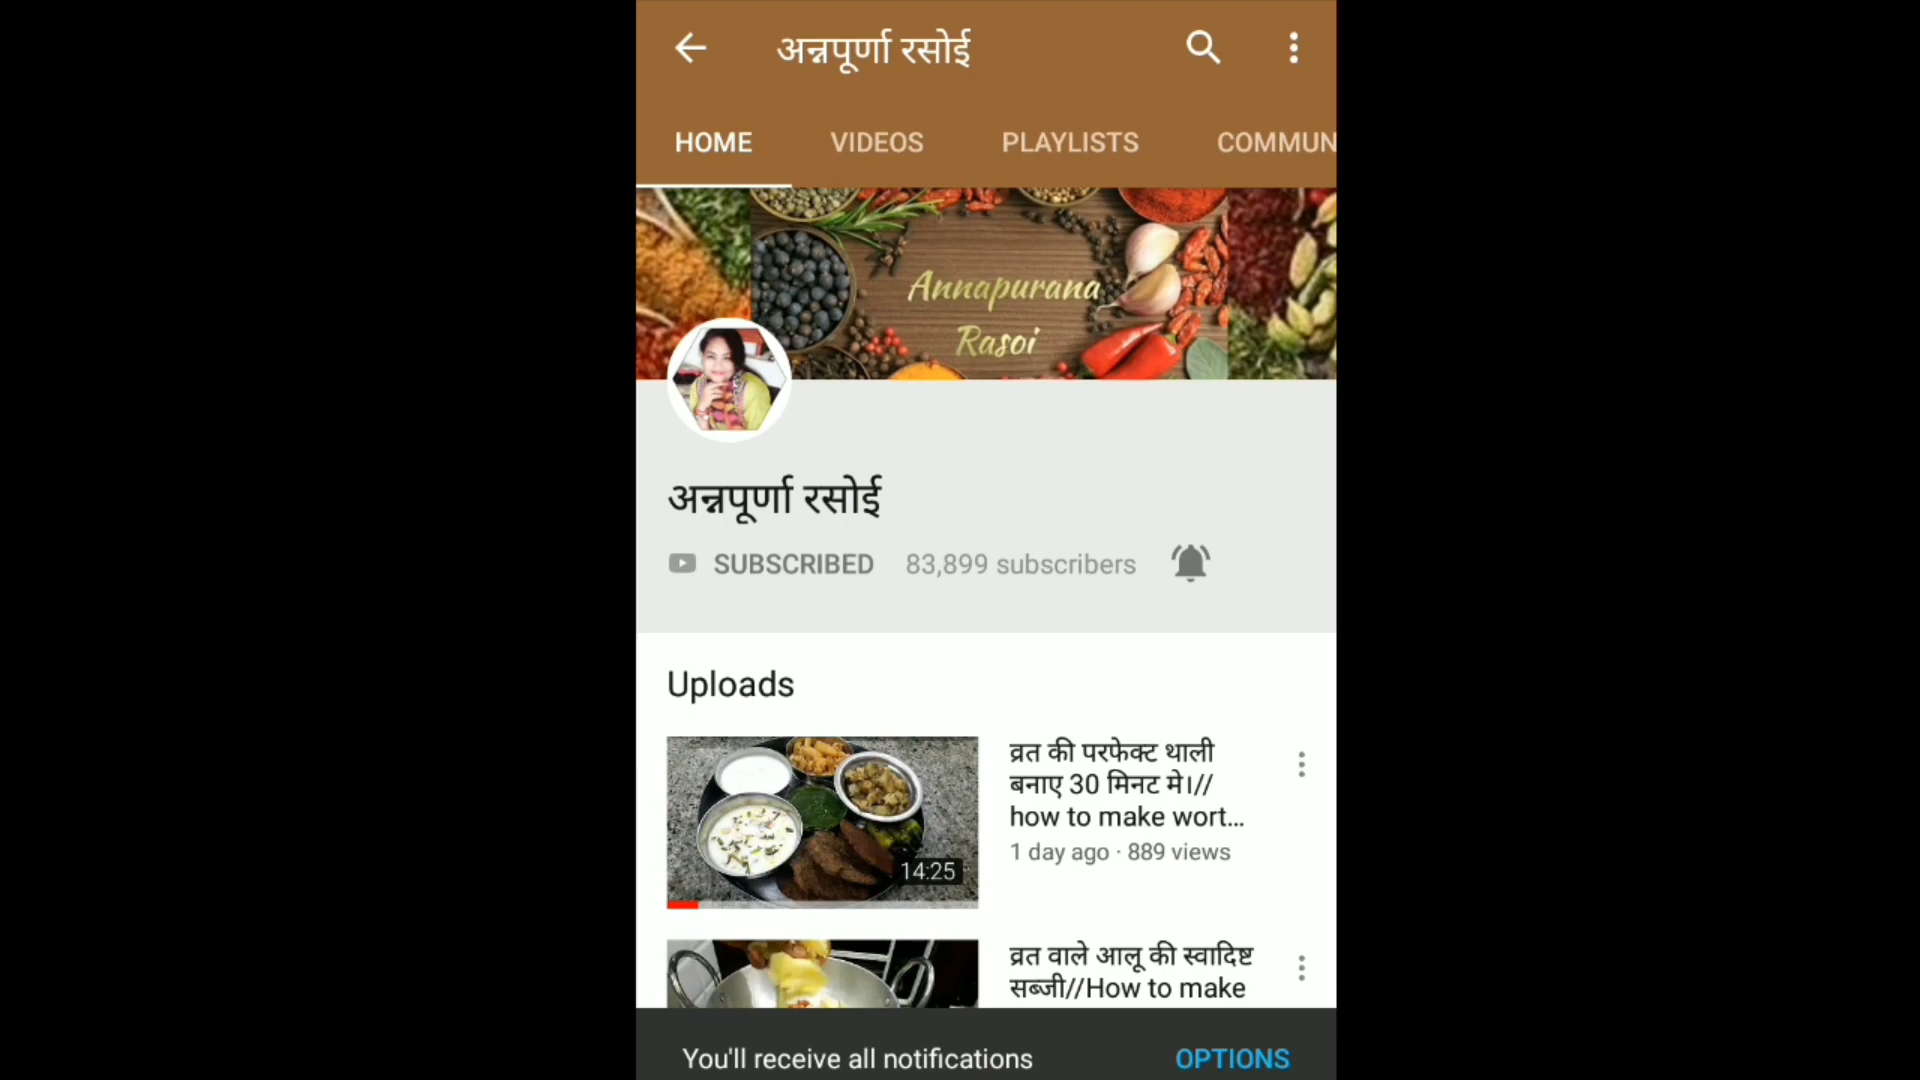 अन्नपूर्णा रसोई
HOME VIDEOS PLAYLISTS COMMUN
Annapurana
Rasoi
अन्नपूर्णा रसोई
SUBSCRIBED 83,899 subscribers
Uploads
व्रत की परफेक्ट थाली
बनाए 30 मिनट मे।//
how to make wort...
1 day ago · 889 views
14:25
व्रत वाले आलू की स्वादिष्ट
सब्जी//How to make
You'll receive all notifications OPTIONS